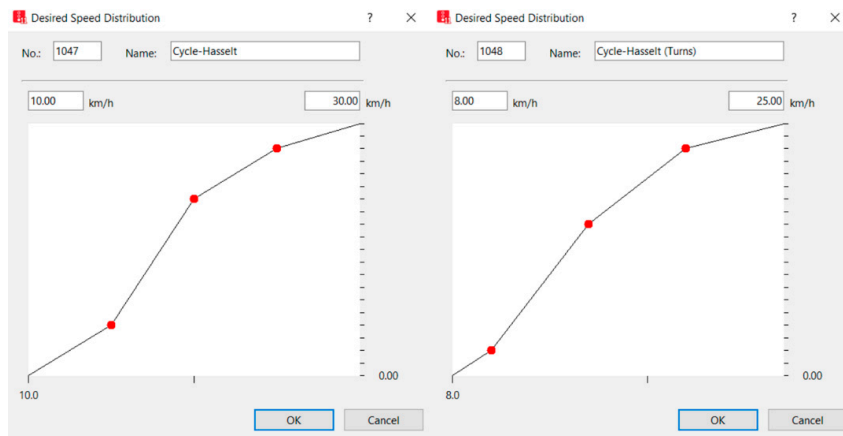 Desired Speed Distribution ? ×
No.: 1047 Name: Cycle-Hasselt
10.00 km/h 30.00 km/h
0.00
10.0
OK Cancel
Desired Speed Distribution ? ×
No.: 1048 Name: Cycle-Hasselt (Turns)
8.00 km/h 25.00 km/h
0.00
8.0
OK Cancel